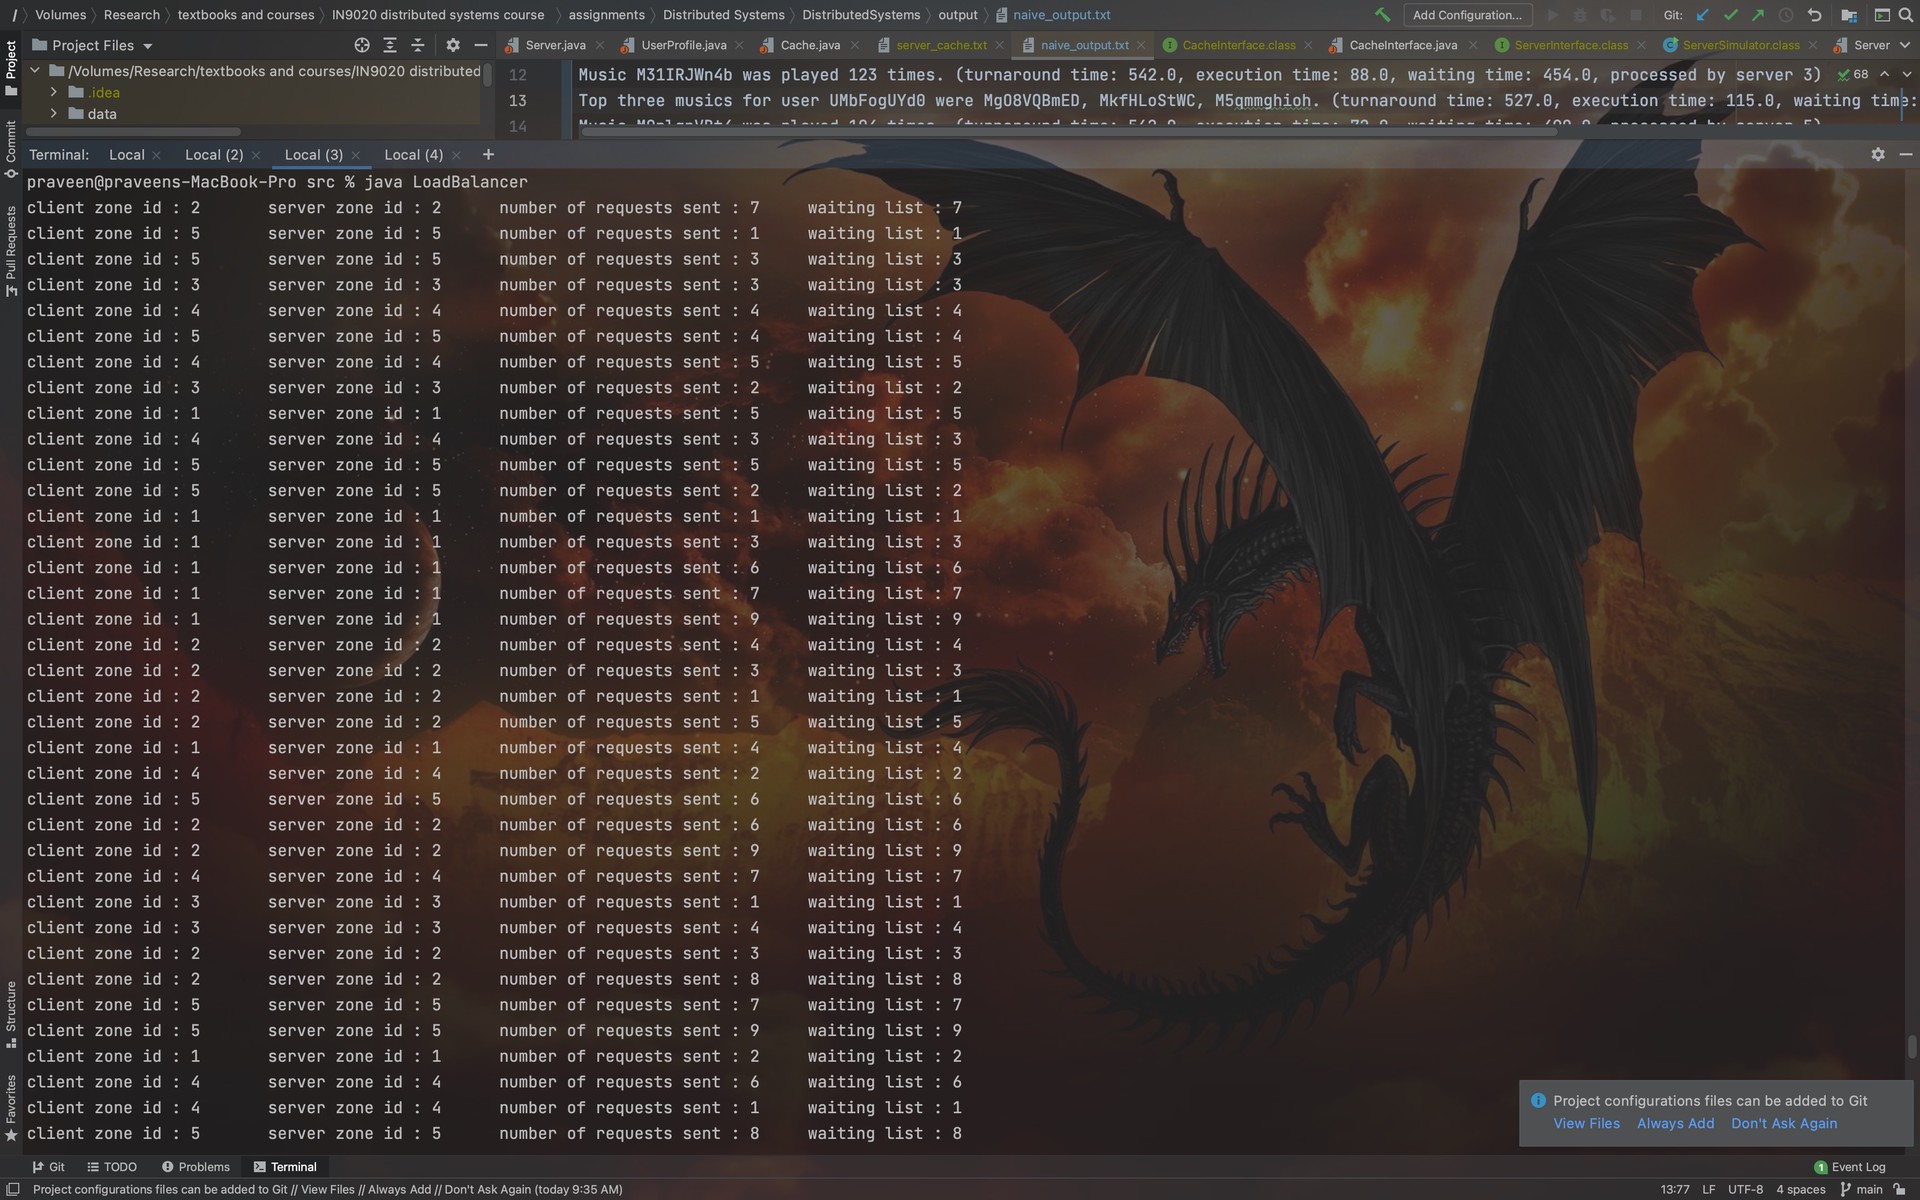 / Volumes Research textbooks and courses IN9020 distributed systems course assignments Distributed Systems DistributedSystems output naive_output.txt Add Configuration... Git:
Project Files Server.java UserProfile.java Cache.java server_cache.txt naive_output.txt CacheInterface.class CacheInterface.java ServerInterface.class ServerSimulator.class Server
/Volumes/Research/textbooks and courses/IN9020 distributed
.idea
data
12 Music M31IRJWn4b was played 123 times. (turnaround time: 542.0, execution time: 88.0, waiting time: 454.0, processed by server 3) 68
13 Top three musics for user UMbFogUYd0 were MgO8VQBmED, MkfHLoStWC, M5qmmghioh. (turnaround time: 527.0, execution time: 115.0, waiting time:
14
Terminal: Local Local (2) Local (3) Local (4) +
praveen@praveens-MacBook-Pro src % java LoadBalancer
client zone id : 2 server zone id : 2 number of requests sent : 7 waiting list : 7
client zone id : 5 server zone id : 5 number of requests sent : 1 waiting list : 1
client zone id : 5 server zone id : 5 number of requests sent : 3 waiting list : 3
client zone id : 3 server zone id : 3 number of requests sent : 3 waiting list : 3
client zone id : 4 server zone id : 4 number of requests sent : 4 waiting list : 4
client zone id : 5 server zone id : 5 number of requests sent : 4 waiting list : 4
client zone id : 4 server zone id : 4 number of requests sent : 5 waiting list : 5
client zone id : 3 server zone id : 3 number of requests sent : 2 waiting list : 2
client zone id : 1 server zone id : 1 number of requests sent : 5 waiting list : 5
client zone id : 4 server zone id : 4 number of requests sent : 3 waiting list : 3
client zone id : 5 server zone id : 5 number of requests sent : 5 waiting list : 5
client zone id : 5 server zone id : 5 number of requests sent : 2 waiting list : 2
client zone id : 1 server zone id : 1 number of requests sent : 1 waiting list : 1
client zone id : 1 server zone id : 1 number of requests sent : 3 waiting list : 3
client zone id : 1 server zone id : 1 number of requests sent : 6 waiting list : 6
client zone id : 1 server zone id : 1 number of requests sent : 7 waiting list : 7
client zone id : 1 server zone id : 1 number of requests sent : 9 waiting list : 9
client zone id : 2 server zone id : 2 number of requests sent : 4 waiting list : 4
client zone id : 2 server zone id : 2 number of requests sent : 3 waiting list : 3
client zone id : 2 server zone id : 2 number of requests sent : 1 waiting list : 1
client zone id : 2 server zone id : 2 number of requests sent : 5 waiting list : 5
client zone id : 1 server zone id : 1 number of requests sent : 4 waiting list : 4
client zone id : 4 server zone id : 4 number of requests sent : 2 waiting list : 2
client zone id : 5 server zone id : 5 number of requests sent : 6 waiting list : 6
client zone id : 2 server zone id : 2 number of requests sent : 6 waiting list : 6
client zone id : 2 server zone id : 2 number of requests sent : 9 waiting list : 9
client zone id : 4 server zone id : 4 number of requests sent : 7 waiting list : 7
client zone id : 3 server zone id : 3 number of requests sent : 1 waiting list : 1
client zone id : 3 server zone id : 3 number of requests sent : 4 waiting list : 4
client zone id : 2 server zone id : 2 number of requests sent : 3 waiting list : 3
client zone id : 2 server zone id : 2 number of requests sent : 8 waiting list : 8
client zone id : 5 server zone id : 5 number of requests sent : 7 waiting list : 7
client zone id : 5 server zone id : 5 number of requests sent : 9 waiting list : 9
client zone id : 1 server zone id : 1 number of requests sent : 2 waiting list : 2
client zone id : 4 server zone id : 4 number of requests sent : 6 waiting list : 6
client zone id : 4 server zone id : 4 number of requests sent : 1 waiting list : 1
client zone id : 5 server zone id : 5 number of requests sent : 8 waiting list : 8
Project
Commit
Pull Requests
Structure
Favorites
Project configurations files can be added to Git
View Files Always Add Don't Ask Again
Git TODO Problems Terminal 1 Event Log
Project configurations files can be added to Git // View Files // Always Add // Don't Ask Again (today 9:35 AM) 13:77 LF UTF-8 4 spaces main